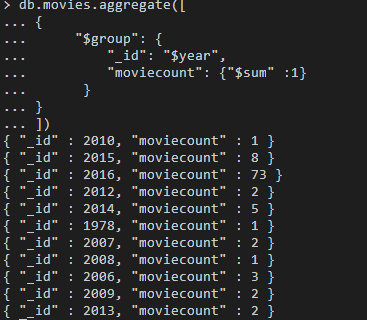 > db.movies.aggregate([
... {
... "$group": {
... "_id": "$year",
... "moviecount": {"$sum" :1}
... }
... }
... ])
{ "_id" : 2010, "moviecount" : 1 }
{ "_id" : 2015, "moviecount" : 8 }
{ "_id" : 2016, "moviecount" : 73 }
{ "_id" : 2012, "moviecount" : 2 }
{ "_id" : 2014, "moviecount" : 5 }
{ "_id" : 1978, "moviecount" : 1 }
{ "_id" : 2007, "moviecount" : 2 }
{ "_id" : 2008, "moviecount" : 1 }
{ "_id" : 2006, "moviecount" : 3 }
{ "_id" : 2009, "moviecount" : 2 }
{ "_id" : 2013, "moviecount" : 2 }